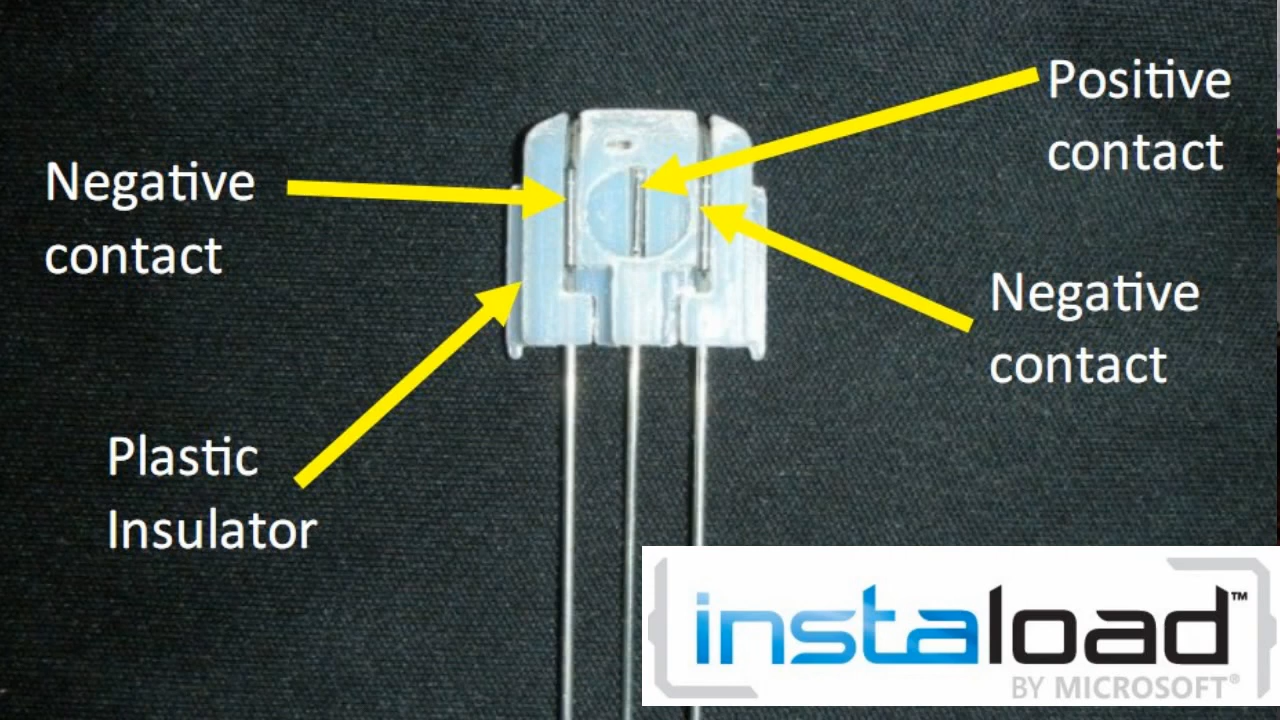 Positive
contact
Negative
contact
Negative
contact
Plastic
Insulator
instaload™
BY MICROSOFT®